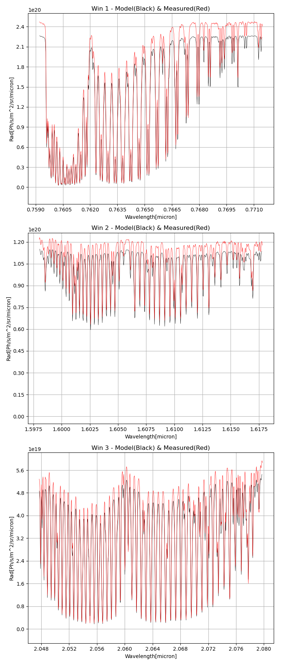 Win 1 - Model(Black) & Measured(Red)
1e20
2.4
2.1
1.8
1.5
1.2
0.9
0.6
0.3
0.0
Rad[Eph/s/m^2/sr/micron]
0.7590 0.7605 0.7620 0.7635 0.7650 0.7665 0.7680 0.7695 0.7710
Wavelength[micron]
Win 2 - Model(Black) & Measured(Red)
1e20
1.20
1.05
0.90
0.75
0.60
0.45
0.30
0.15
0.00
Rad[Eph/s/m^2/sr/micron]
1.5975 1.6000 1.6025 1.6050 1.6075 1.6100 1.6125 1.6150 1.6175
Wavelength[micron]
Win 3 - Model(Black) & Measured(Red)
1e19
5.6
4.8
4.0
3.2
2.4
1.6
0.8
0.0
Rad[Eph/s/m^2/sr/micron]
2.048 2.052 2.056 2.060 2.064 2.068 2.072 2.076 2.080
Wavelength[micron]